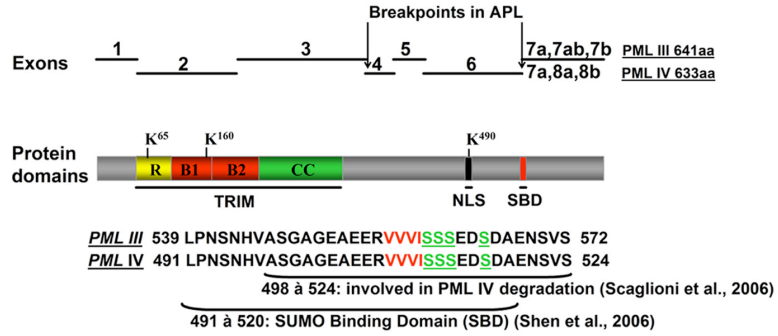 Breakpoints in APL
Exons 1 2 3 4 5 6 7a,7ab,7b PML III 641aa
7a,8a,8b PML IV 633aa
K65 K160 K490
Protein domains R B1 B2 CC
TRIM NLS SBD
PML III 539 LPNSNHVASGAGEAEERVVVISSSEDSDAENSVS 572
PML IV 491 LPNSNHVASGAGEAEERVVVISSSEDSDAENSVS 524
498 à 524: involved in PML IV degradation (Scaglioni et al., 2006)
491 à 520: SUMO Binding Domain (SBD) (Shen et al., 2006)